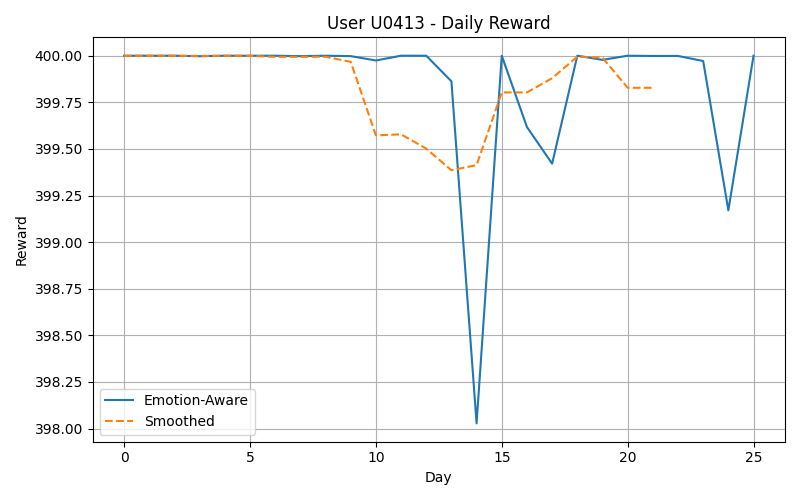 User U0413 - Daily Reward
Reward
400.00
399.75
399.50
399.25
399.00
398.75
398.50
398.25
398.00
Emotion-Aware
Smoothed
0 5 10 15 20 25
Day